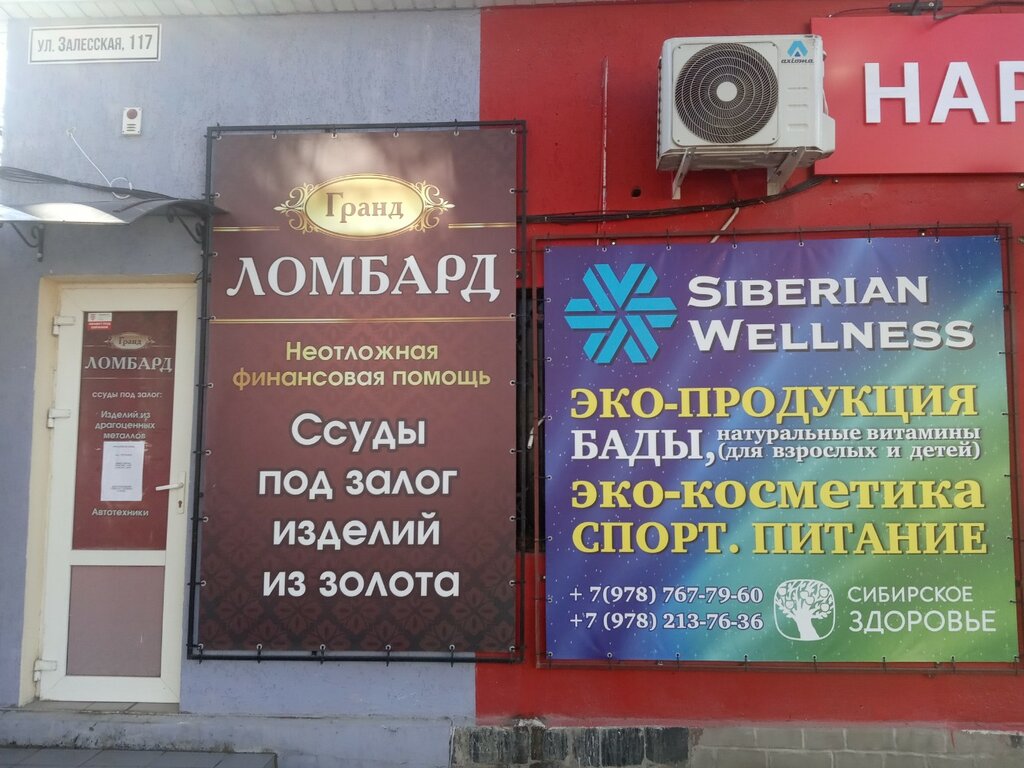 ул. Залесская, 117
Гранд
ЛОМБАРД
Неотложная
финансовая помощь
Ссуды
под залог
изделий
из золота
Гранд
ЛОМБАРД
ссуды под залог:
Изделий из
драгоценных
металлов
Автотехники
axioma
НАР
SIBERIAN
WELLNESS
ЭКО-ПРОДУКЦИЯ
БАДЫ, натуральные витамины
(для взрослых и детей)
ЭКО-КОСМЕТИКА
СПОРТ. ПИТАНИЕ
+ 7(978) 767-79-60
+7 (978) 213-76-36
СИБИРСКОЕ
ЗДОРОВЬЕ